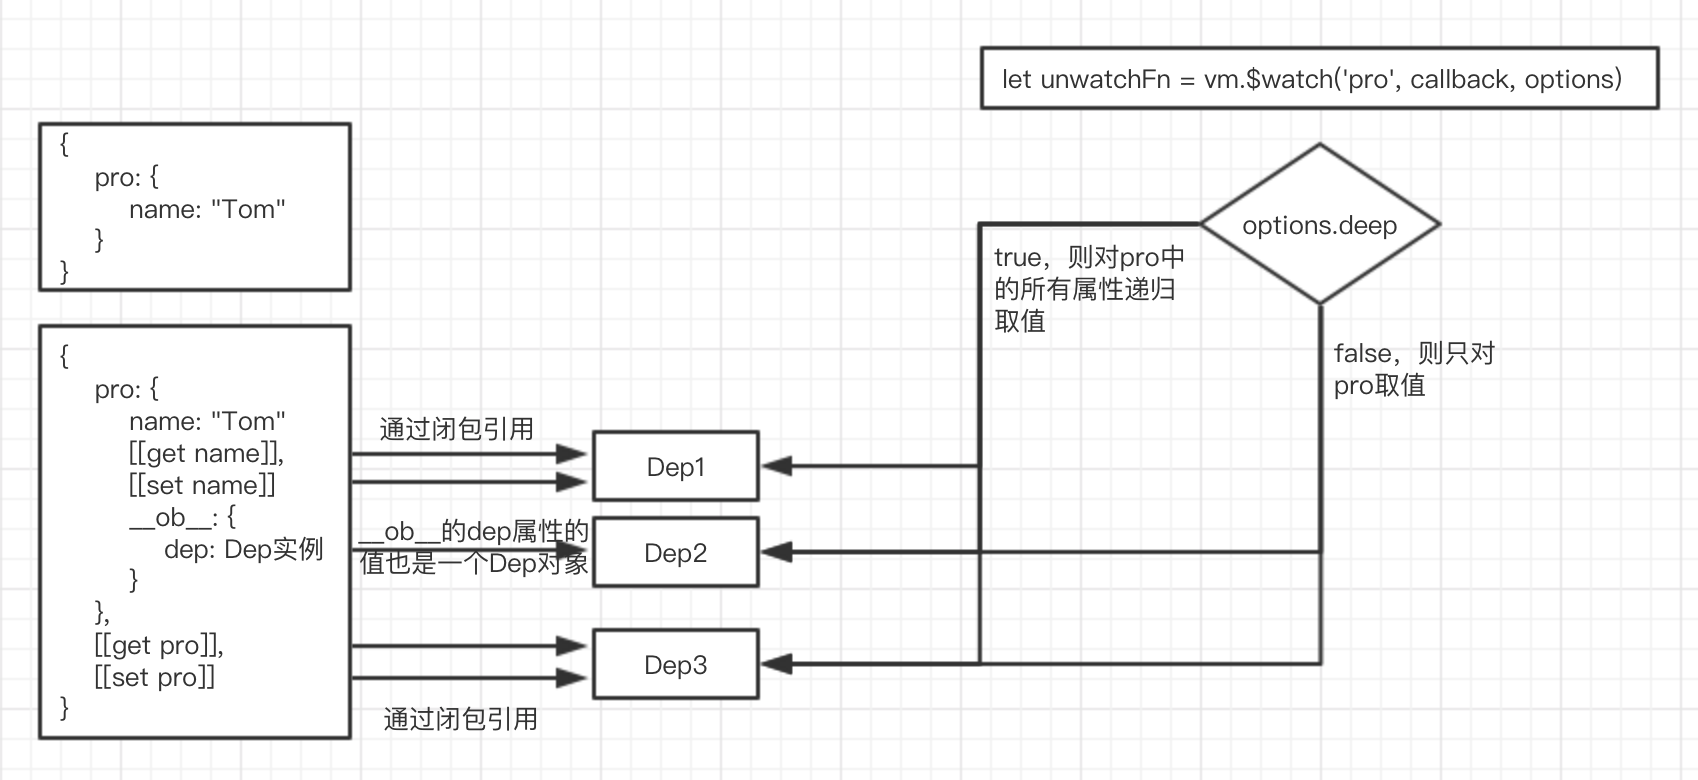 let unwatchFn = vm.$watch('pro', callback, options)
{
pro: {
name: "Tom"
}
}
options.deep
true，则对pro中
的所有属性递归
取值
false，则只对
pro取值
{
pro: {
name: "Tom"
[[get name]],
[[set name]]
__ob__: {
dep: Dep实例
}
},
[[get pro]],
[[set pro]]
}
通过闭包引用
Dep1
__ob__的dep属性的
值也是一个Dep对象
Dep2
Dep3
通过闭包引用